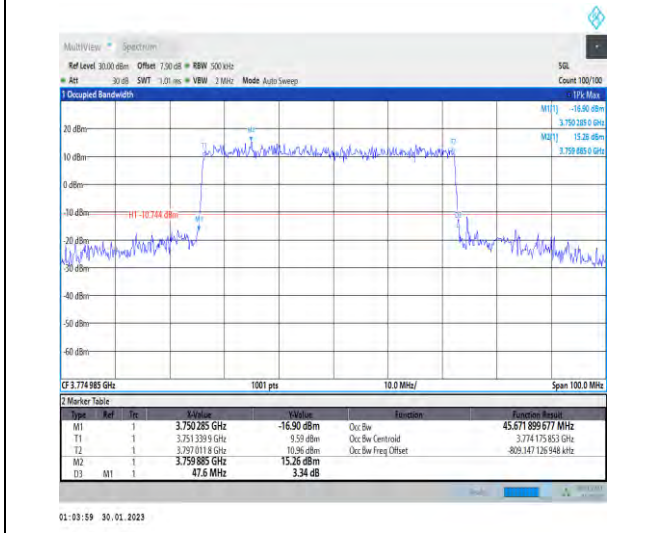 MultiView Spectrum
Ref Level 30.00 dBm Offset 7.50 dB RBW 500 kHz SGL
Att 30 dB SWT 1.01 ms VBW 2 MHz Mode Auto Sweep Count 100/100
1 Occupied Bandwidth 1Pk Max
M1[1] -16.90 dBm
3.750 285 0 GHz
M2[1] 15.26 dBm
3.759 885 0 GHz
20 dBm
10 dBm
0 dBm
-10 dBm
H1 -10.744 dBm
M1
-20 dBm
-30 dBm
-40 dBm
-50 dBm
-60 dBm
CF 3.774 985 GHz 1001 pts 10.0 MHz/ Span 100.0 MHz
2 Marker Table
Type Ref Trc X-Value Y-Value Function Function Result
M1 1 3.750 285 GHz -16.90 dBm Occ Bw 45.671 899 677 MHz
T1 1 3.751 339 9 GHz 9.59 dBm Occ Bw Centroid 3.774 175 853 GHz
T2 1 3.797 011 8 GHz 10.96 dBm Occ Bw Freq Offset -809.147 126 948 kHz
M2 1 3.759 885 GHz 15.26 dBm
D3 M1 1 47.6 MHz 3.34 dB
01:03:59 30.01.2023